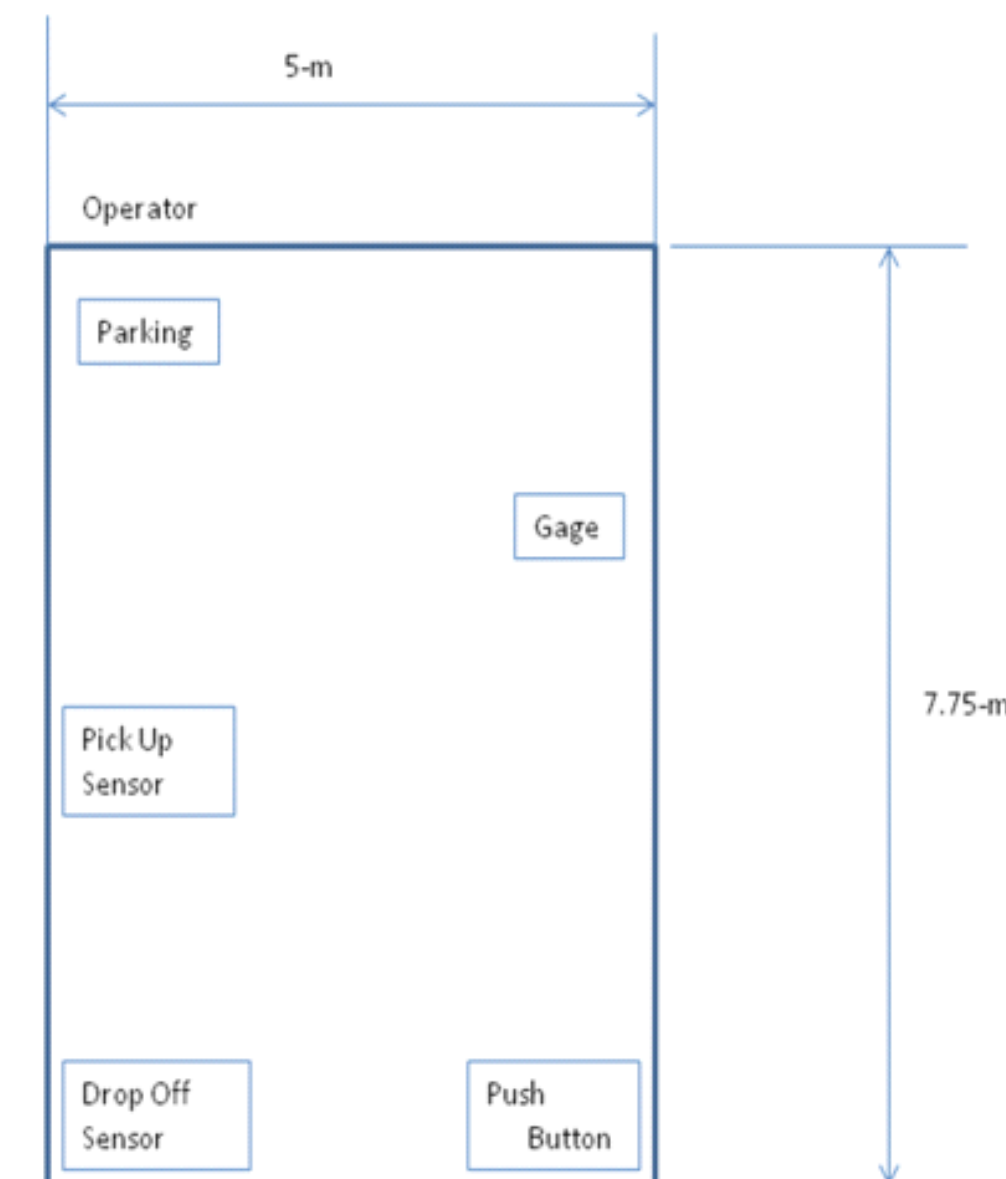 5-m
Operator
Parking
Gage
7.75-m
Pick Up
Sensor
Drop Off
Sensor
Push
Button